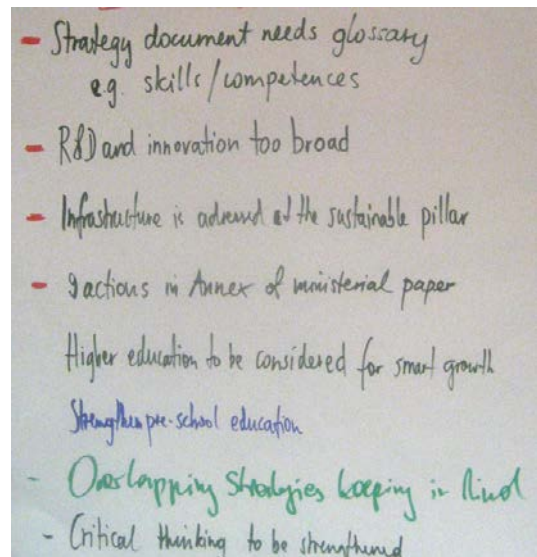 - Strategy document needs glossary
e.g. skills/competences
- R&D and innovation too broad
- Infrastructure is adressed at the sustainable pillar
- 9 actions in Annex of ministerial paper
Higher education to be considered for smart growth
Strengthen pre-school education
- Overlapping Strategies keeping in Mind
- Critical thinking to be strengthened